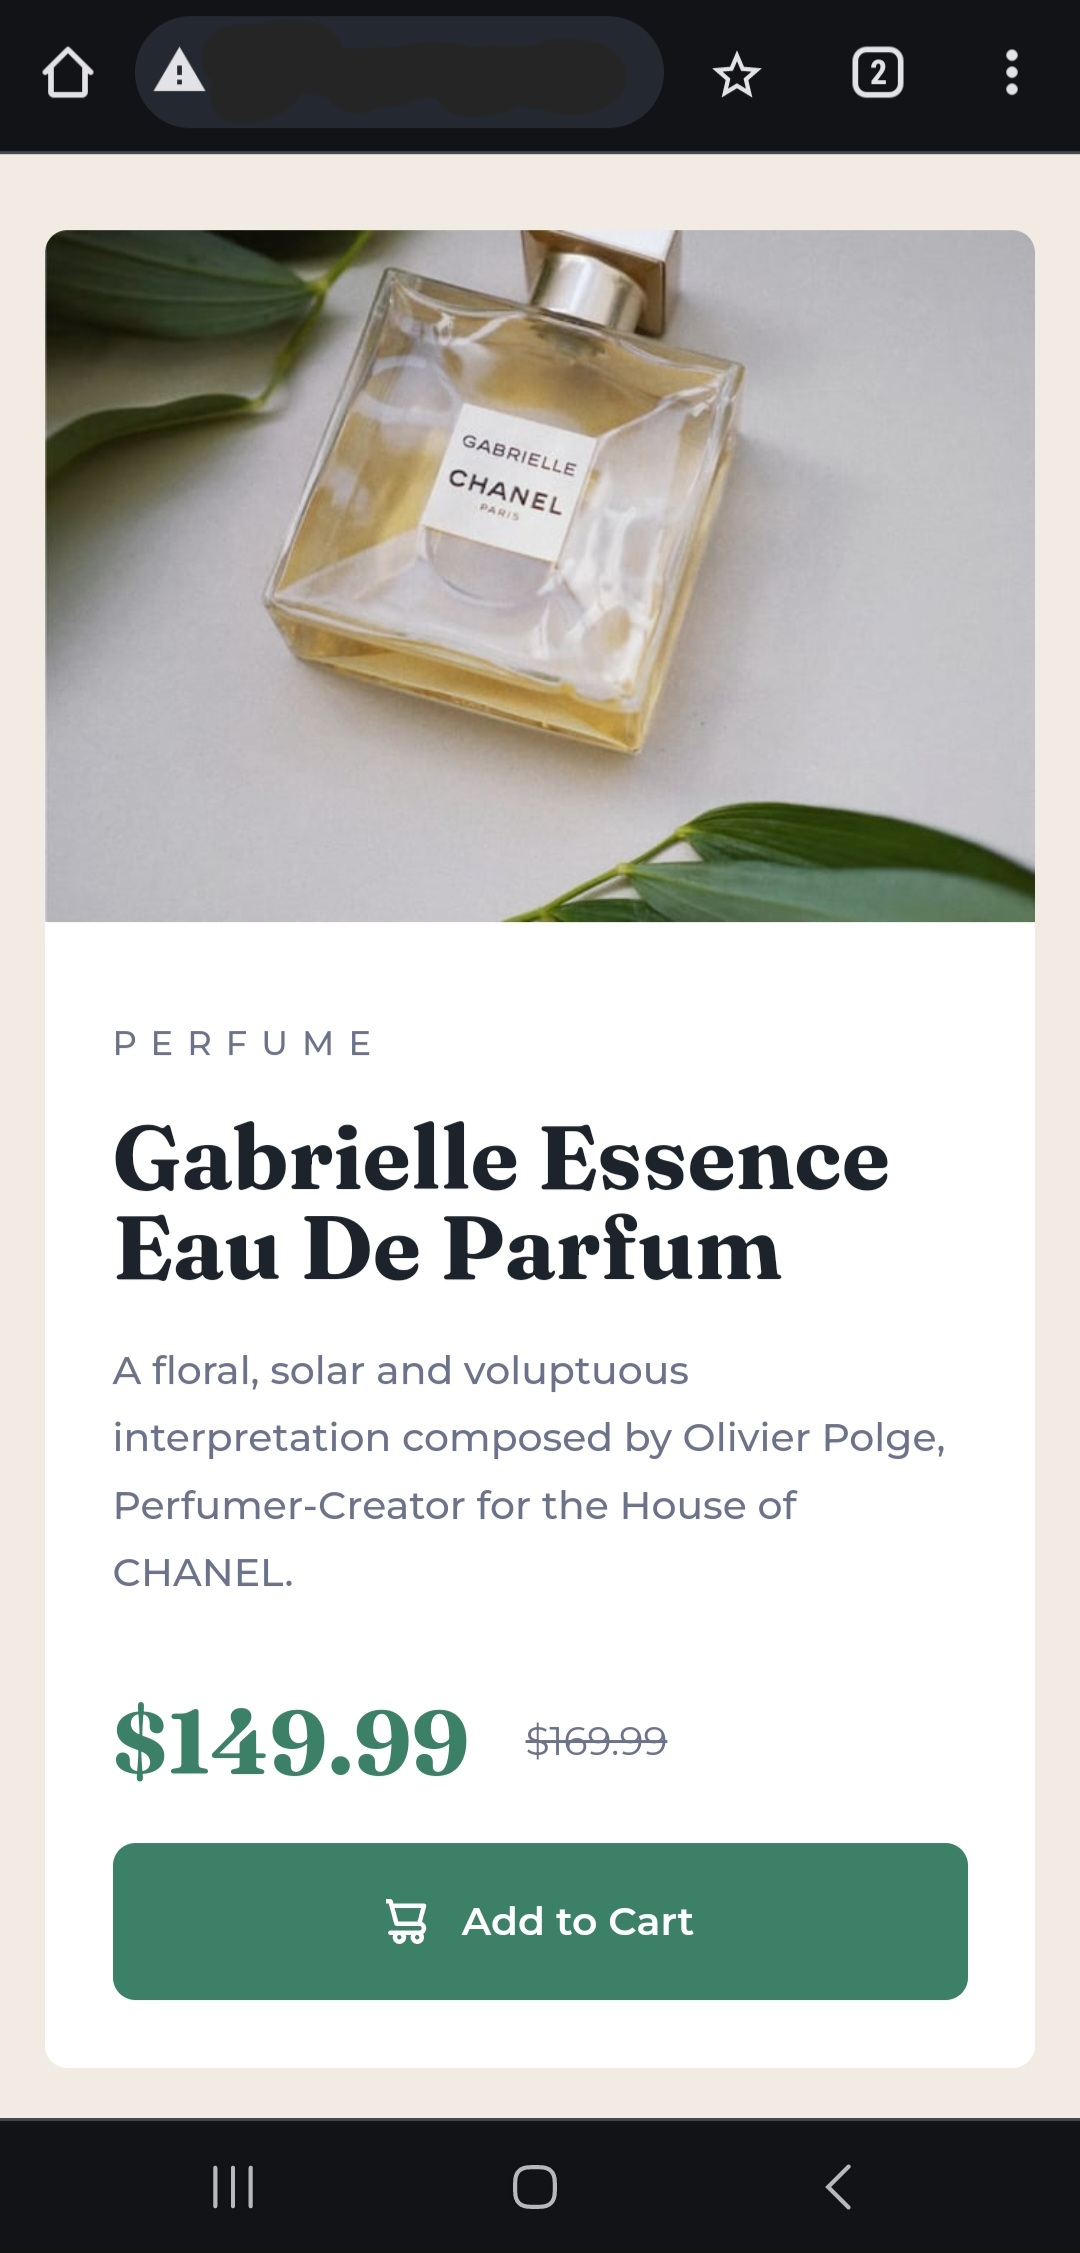 2
GABRIELLE
CHANEL
PARIS
PERFUME
Gabrielle Essence
Eau De Parfum
A floral, solar and voluptuous
interpretation composed by Olivier Polge,
Perfumer-Creator for the House of
CHANEL.
$149.99 $169.99
Add to Cart